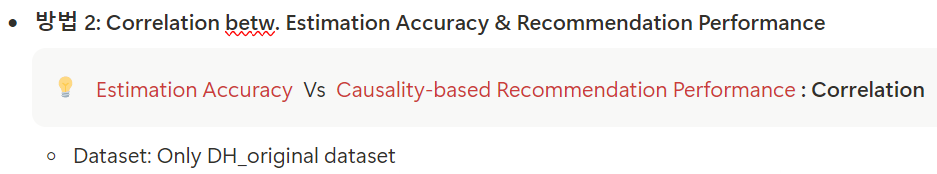 방법 2: Correlation betw. Estimation Accuracy & Recommendation Performance
Estimation Accuracy Vs Causality-based Recommendation Performance : Correlation
Dataset: Only DH_original dataset